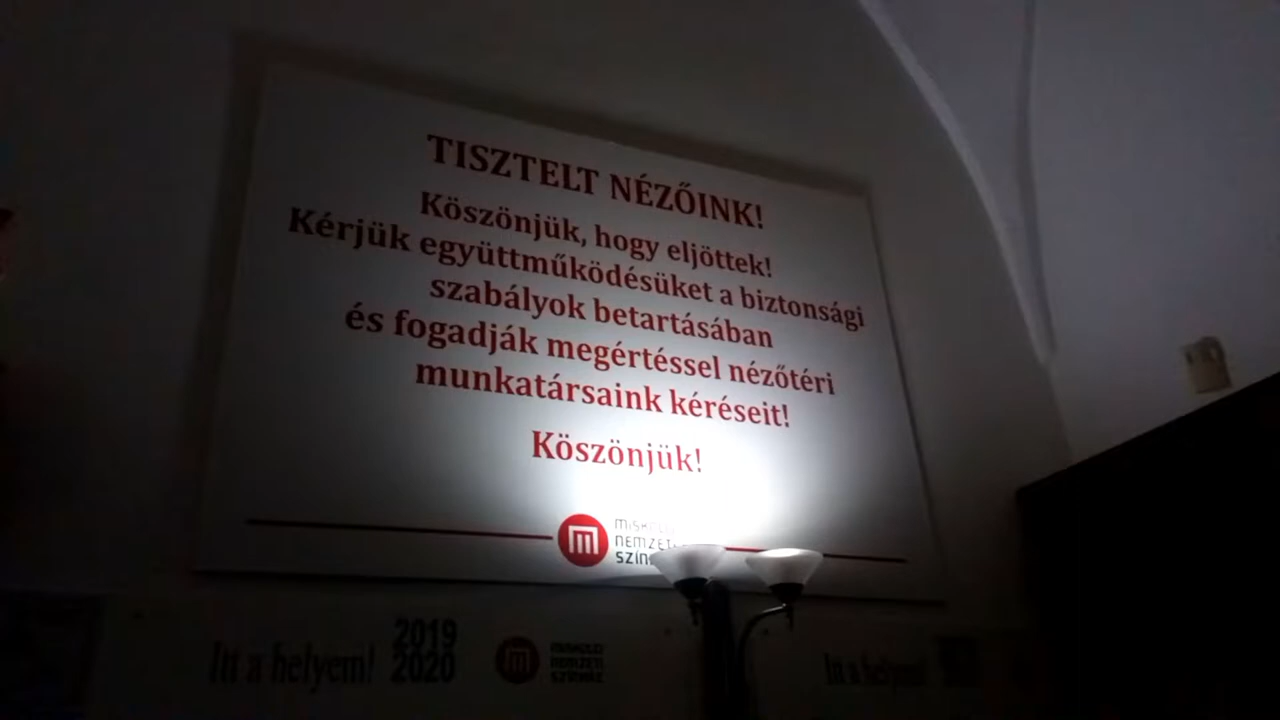 TISZTELT NÉZŐINK!
Köszönjük, hogy eljöttek!
Kérjük együttműködésüket a biztonsági
szabályok betartásában
és fogadják megértéssel nézőtéri
munkatársaink kéréseit!
Köszönjük!
NEMZETI
Itt a helyem!
2019
2020
MISKOLCI
NEMZETI
SZÍNHÁZ
Itt a helyem!